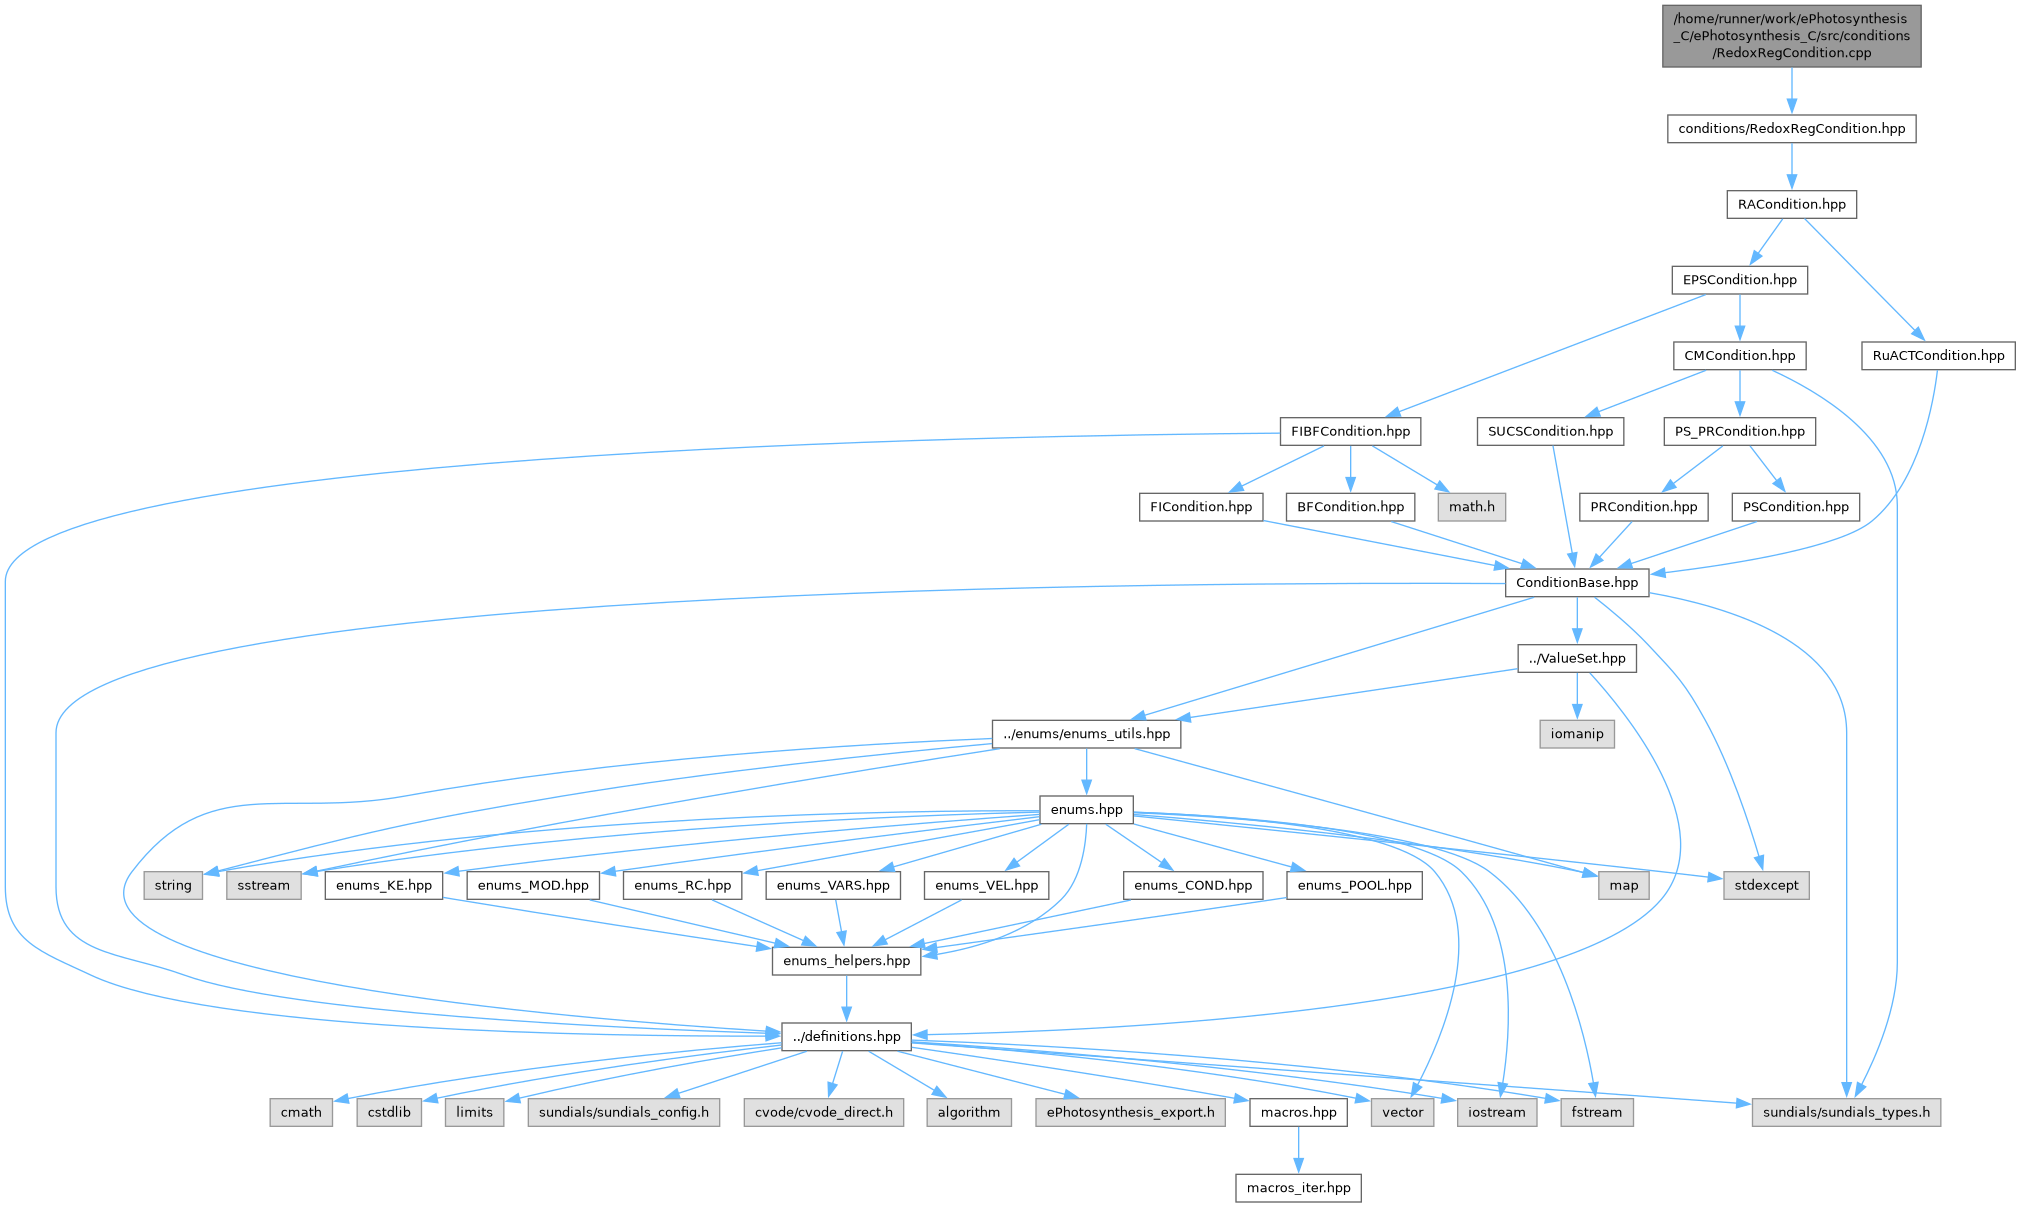 /home/runner/work/ePhotosynthesis
_C/ePhotosynthesis_C/src/conditions
/RedoxRegCondition.cpp
conditions/RedoxRegCondition.hpp
RACondition.hpp
EPSCondition.hpp
CMCondition.hpp
RuACTCondition.hpp
FIBFCondition.hpp
SUCSCondition.hpp
PS_PRCondition.hpp
FICondition.hpp
BFCondition.hpp
math.h
PRCondition.hpp
PSCondition.hpp
ConditionBase.hpp
../ValueSet.hpp
../enums/enums_utils.hpp
iomanip
enums.hpp
string
sstream
enums_KE.hpp
enums_MOD.hpp
enums_RC.hpp
enums_VARS.hpp
enums_VEL.hpp
enums_COND.hpp
enums_POOL.hpp
map
stdexcept
enums_helpers.hpp
../definitions.hpp
cmath
cstdlib
limits
sundials/sundials_config.h
cvode/cvode_direct.h
algorithm
ePhotosynthesis_export.h
macros.hpp
vector
iostream
fstream
sundials/sundials_types.h
macros_iter.hpp